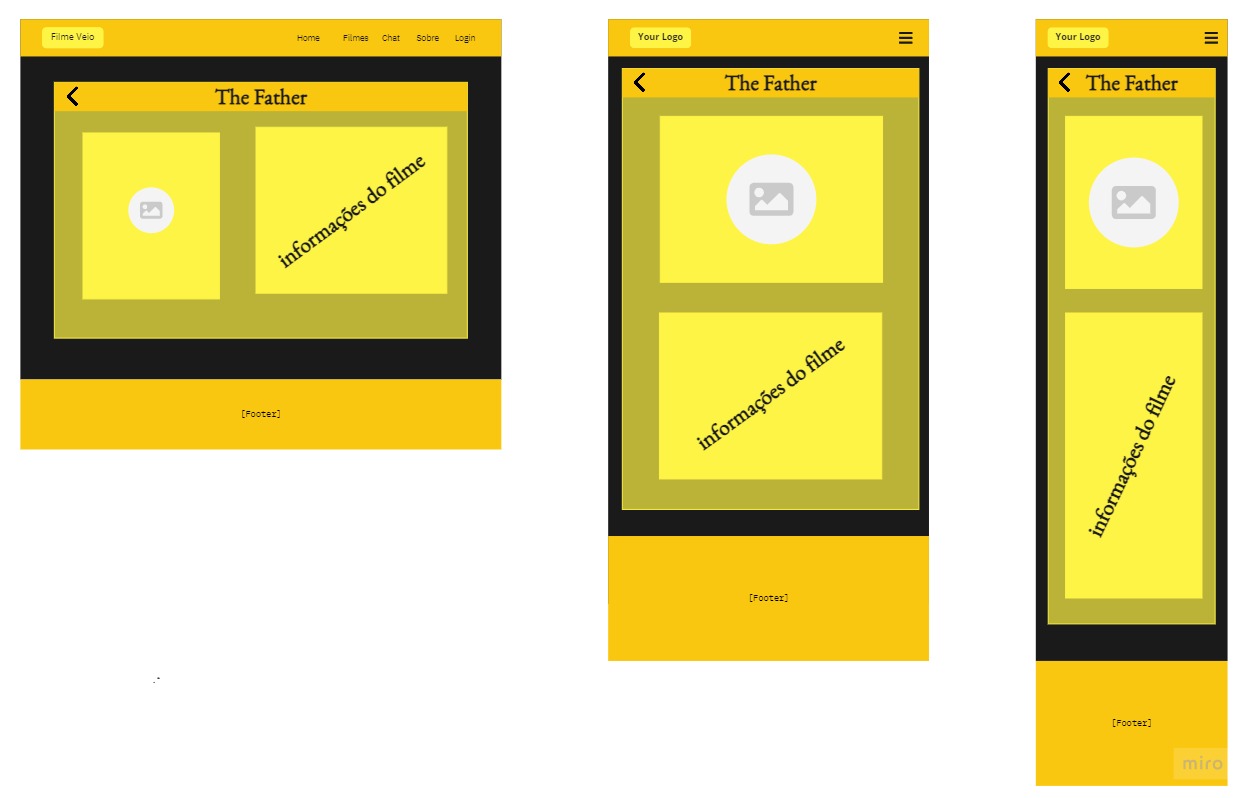 Filme Veio
Home Filmes Chat Sobre Login
The Father
informações do filme
[Footer]
Your Logo
The Father
informações do filme
[Footer]
Your Logo
The Father
informações do filme
[Footer]
miro